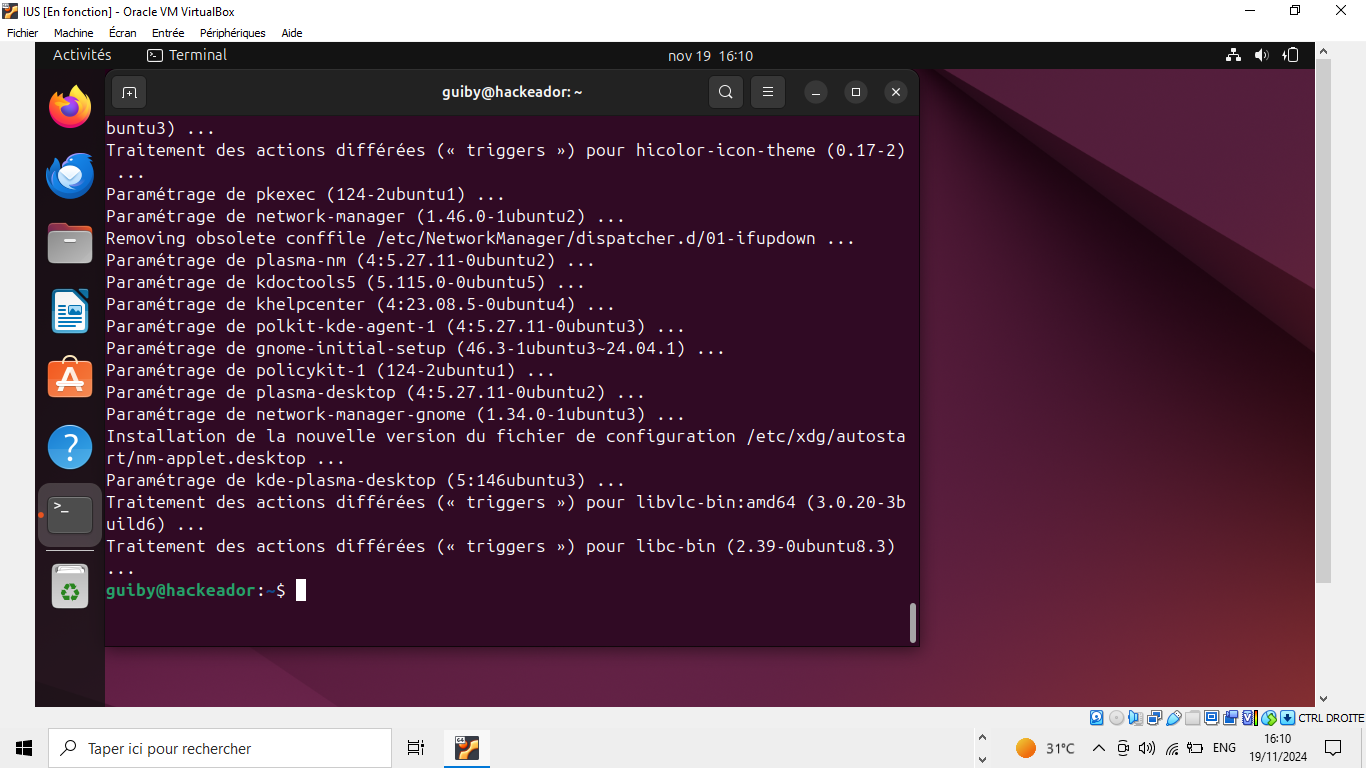 IUS [En fonction] - Oracle VM VirtualBox
Fichier Machine Écran Entrée Périphériques Aide
Activités Terminal nov 19 16:10
guiby@hackeador: ~
buntu3) ...
Traitement des actions différées (« triggers ») pour hicolor-icon-theme (0.17-2)
 ...
Paramétrage de pkexec (124-2ubuntu1) ...
Paramétrage de network-manager (1.46.0-1ubuntu2) ...
Removing obsolete conffile /etc/NetworkManager/dispatcher.d/01-ifupdown ...
Paramétrage de plasma-nm (4:5.27.11-0ubuntu2) ...
Paramétrage de kdoctools5 (5.115.0-0ubuntu5) ...
Paramétrage de khelpcenter (4:23.08.5-0ubuntu4) ...
Paramétrage de polkit-kde-agent-1 (4:5.27.11-0ubuntu3) ...
Paramétrage de gnome-initial-setup (46.3-1ubuntu3~24.04.1) ...
Paramétrage de policykit-1 (124-2ubuntu1) ...
Paramétrage de plasma-desktop (4:5.27.11-0ubuntu2) ...
Paramétrage de network-manager-gnome (1.34.0-1ubuntu3) ...
Installation de la nouvelle version du fichier de configuration /etc/xdg/autosta
rt/nm-applet.desktop ...
Paramétrage de kde-plasma-desktop (5:146ubuntu3) ...
Traitement des actions différées (« triggers ») pour libvlc-bin:amd64 (3.0.20-3b
uild6) ...
Traitement des actions différées (« triggers ») pour libc-bin (2.39-0ubuntu8.3)
...
guiby@hackeador:~$
CTRL DROITE
Taper ici pour rechercher
31°C
ENG
16:10
19/11/2024